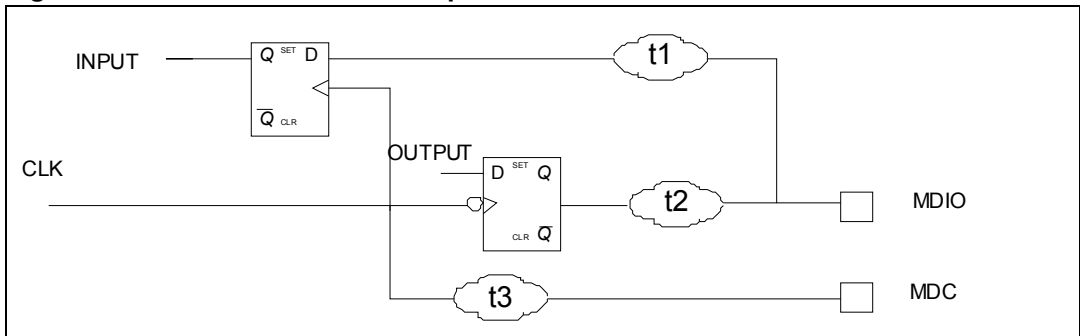 INPUT
Q SET D
Q CLR
t1
OUTPUT
CLK
D SET Q
CLR Q
t2
MDIO
t3
MDC